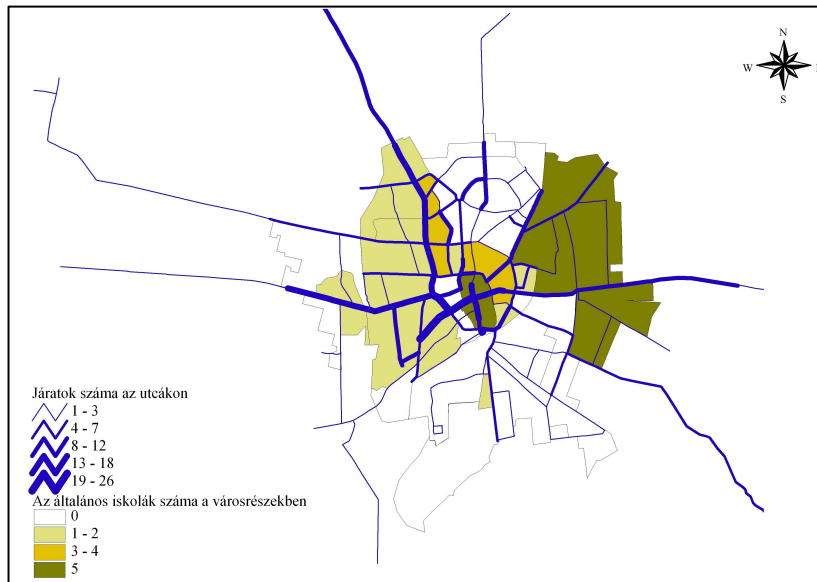 N
W
S
Járatok száma az utcákon
1 - 3
4 - 7
8 - 12
13 - 18
19 - 26
Az általános iskolák száma a városrészekben
0
1 - 2
3 - 4
5